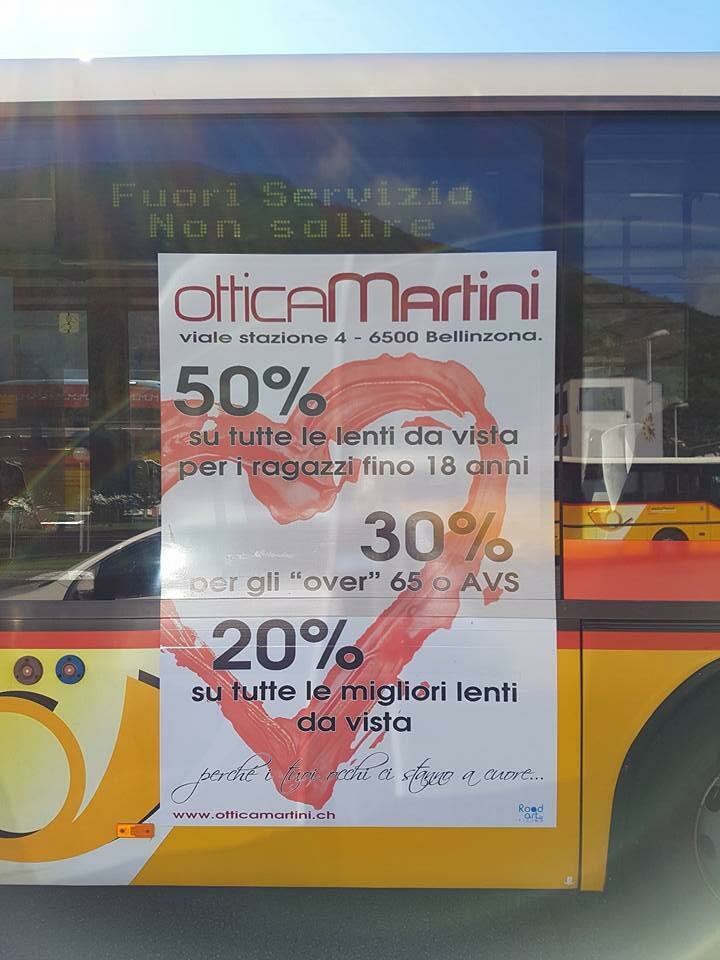 Fuori Servizio
Non salire
otticamartini
viale stazione 4 - 6500 Bellinzona.
50%
su tutte le lenti da vista
per i ragazzi fino 18 anni
30%
per gli “over” 65 o AVS
20%
su tutte le migliori lenti
da vista
perché i tuoi occhi ci stanno a cuore...
www.otticamartini.ch
Road
art